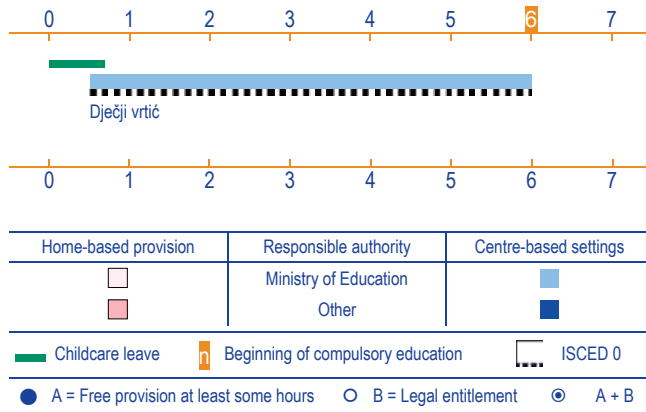 0 1 2 3 4 5 6 7
Dječji vrtić
0 1 2 3 4 5 6 7
Home-based provision Responsible authority Centre-based settings
Ministry of Education
Other
Childcare leave n Beginning of compulsory education ISCED 0
A = Free provision at least some hours B = Legal entitlement A + B